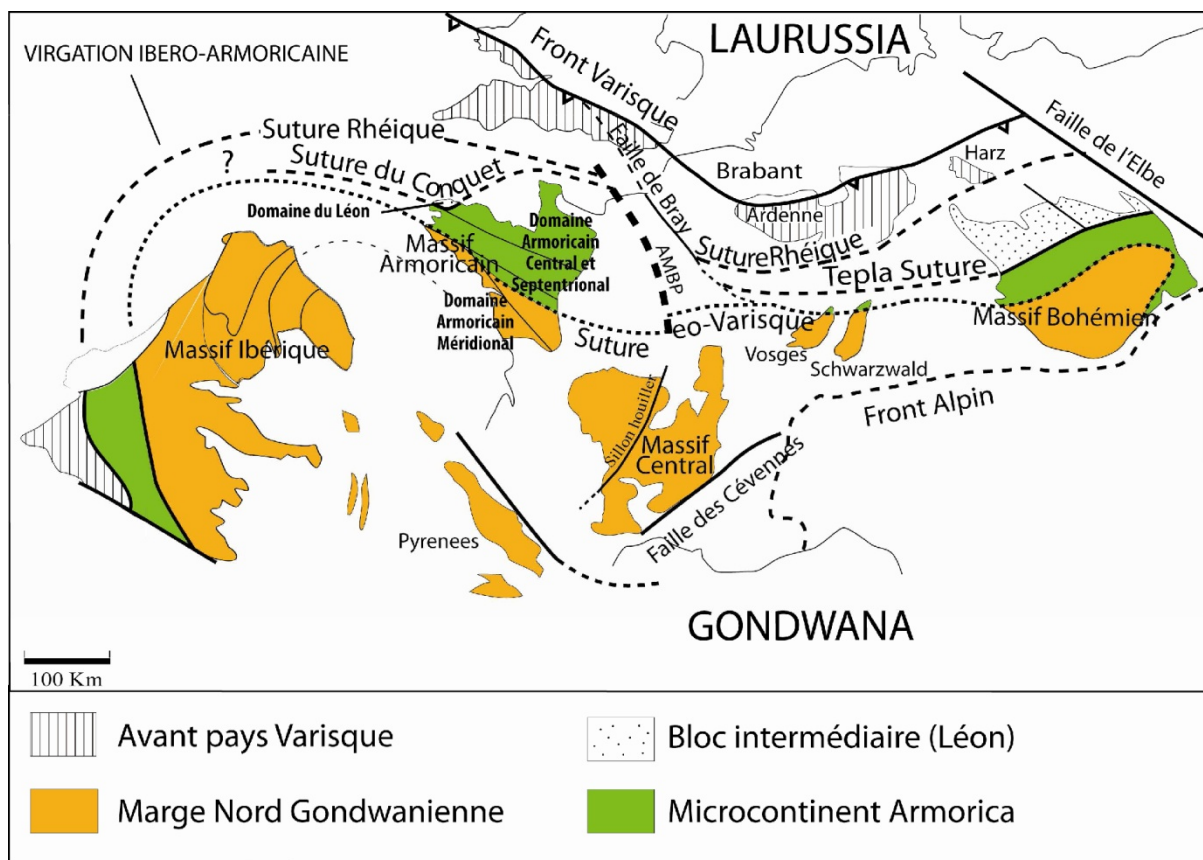 LAURUSSIA
VIRGATION IBERO-ARMORICAINE
Front Varisque
Faille de l'Elbe
Suture Rhéique
?
Suture du Conquet
Faille de Bray
Brabant
Harz
Ardenne
Domaine du Léon
Domaine
Armoricain
Central et
Septentrional
Massif
Armoricain
SutureRhéique
AMBP
Tepla Suture
Domaine
Armoricain
Méridional
Suture
eo-Varisque
Massif Bohémien
Massif Ibérique
Vosges
Schwarzwald
Front Alpin
Sillon houiller
Massif
Central
Faille des Cévennes
Pyrenees
GONDWANA
100 Km
Avant pays Varisque
Bloc intermédiaire (Léon)
Marge Nord Gondwanienne
Microcontinent Armorica